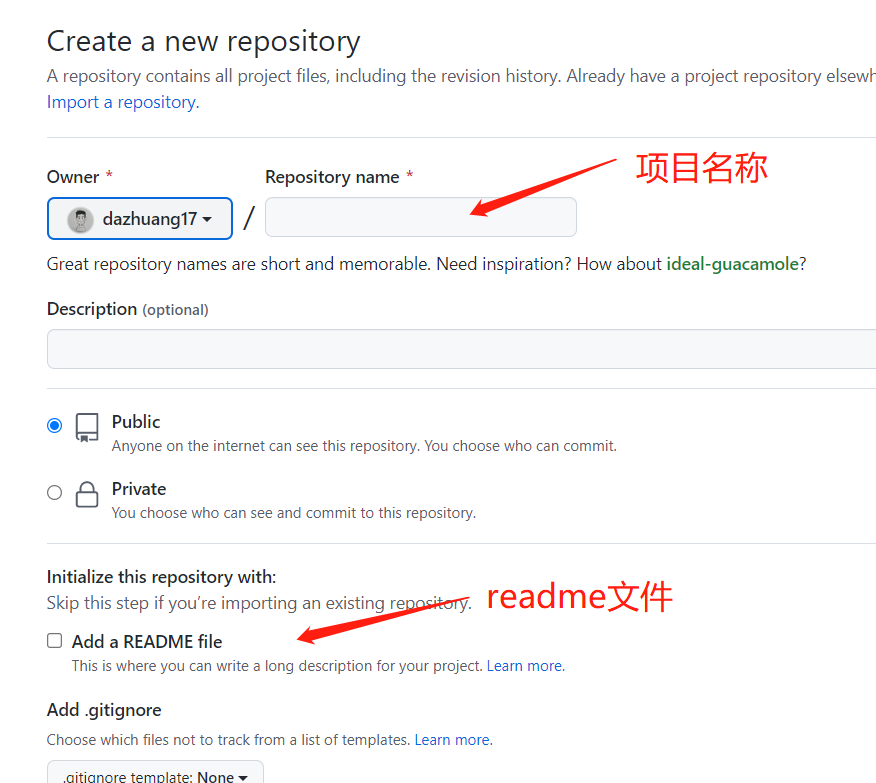 Create a new repository
A repository contains all project files, including the revision history. Already have a project repository elsewh
Import a repository.
Owner *
Repository name *
项目名称
dazhuang17
/
Great repository names are short and memorable. Need inspiration? How about ideal-guacamole?
Description (optional)
Public
Anyone on the internet can see this repository. You choose who can commit.
Private
You choose who can see and commit to this repository.
Initialize this repository with:
Skip this step if you're importing an existing repository.
readme文件
Add a README file
This is where you can write a long description for your project. Learn more.
Add .gitignore
Choose which files not to track from a list of templates. Learn more.
.gitignore template: None